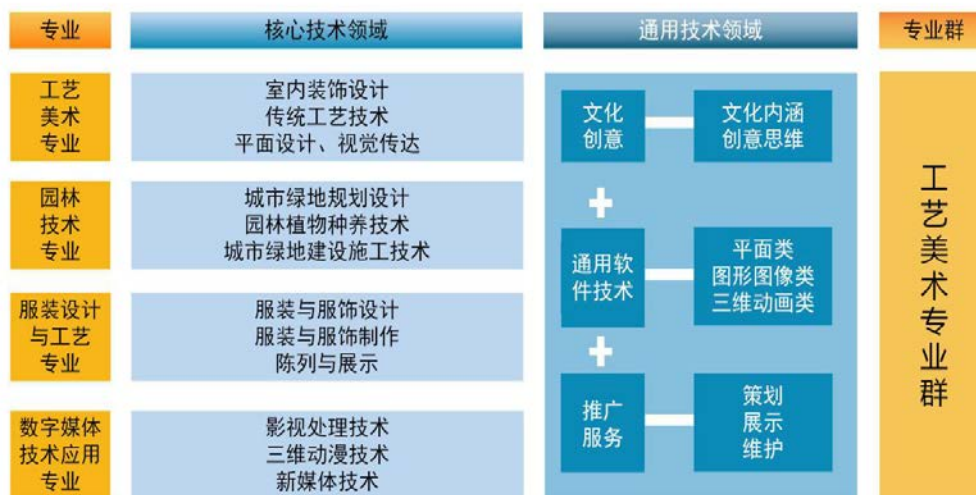 专业
核心技术领域
通用技术领域
专业群
工艺
美术
专业
室内装饰设计
传统工艺技术
平面设计、视觉传达
园林
技术
专业
城市绿地规划设计
园林植物种养技术
城市绿地建设施工技术
服装设计
与工艺
专业
服装与服饰设计
服装与服饰制作
陈列与展示
数字媒体
技术应用
专业
影视处理技术
三维动漫技术
新媒体技术
文化
创意
文化内涵
创意思维
+
通用软
件技术
平面类
图形图像类
三维动画类
+
推广
服务
策划
展示
维护
工艺美术专业群